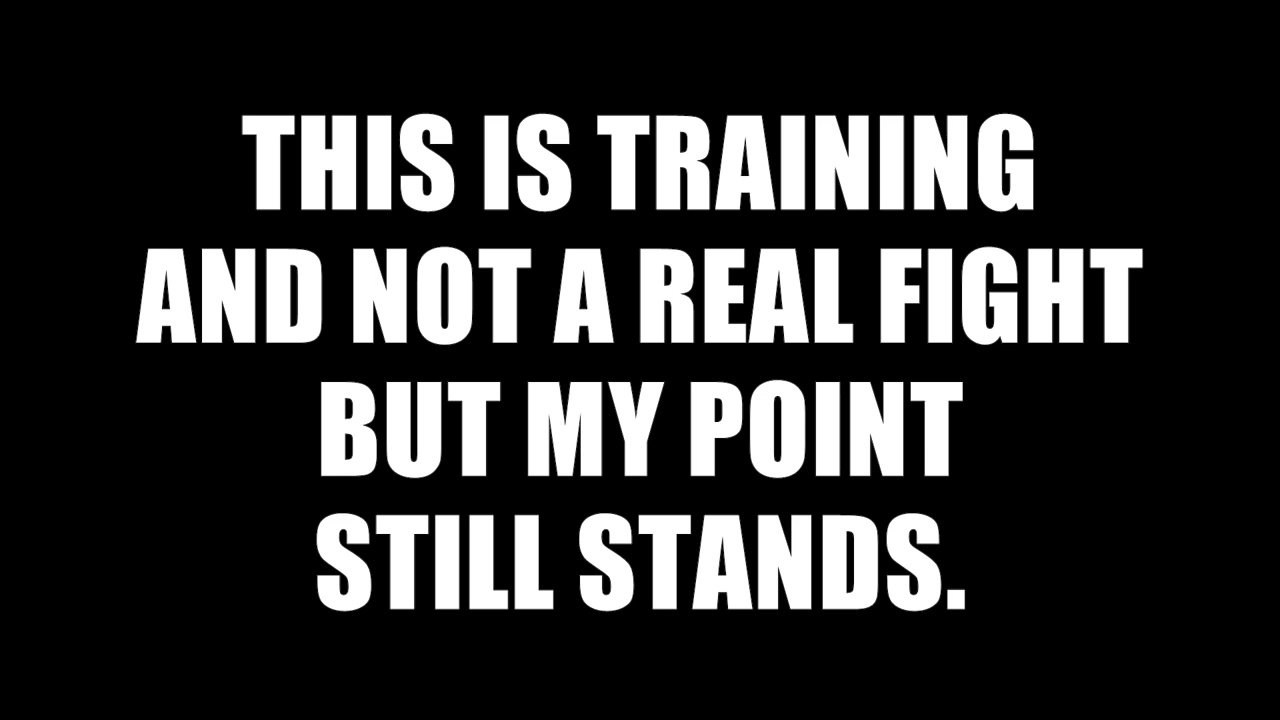 THIS IS TRAINING
AND NOT A REAL FIGHT
BUT MY POINT
STILL STANDS.